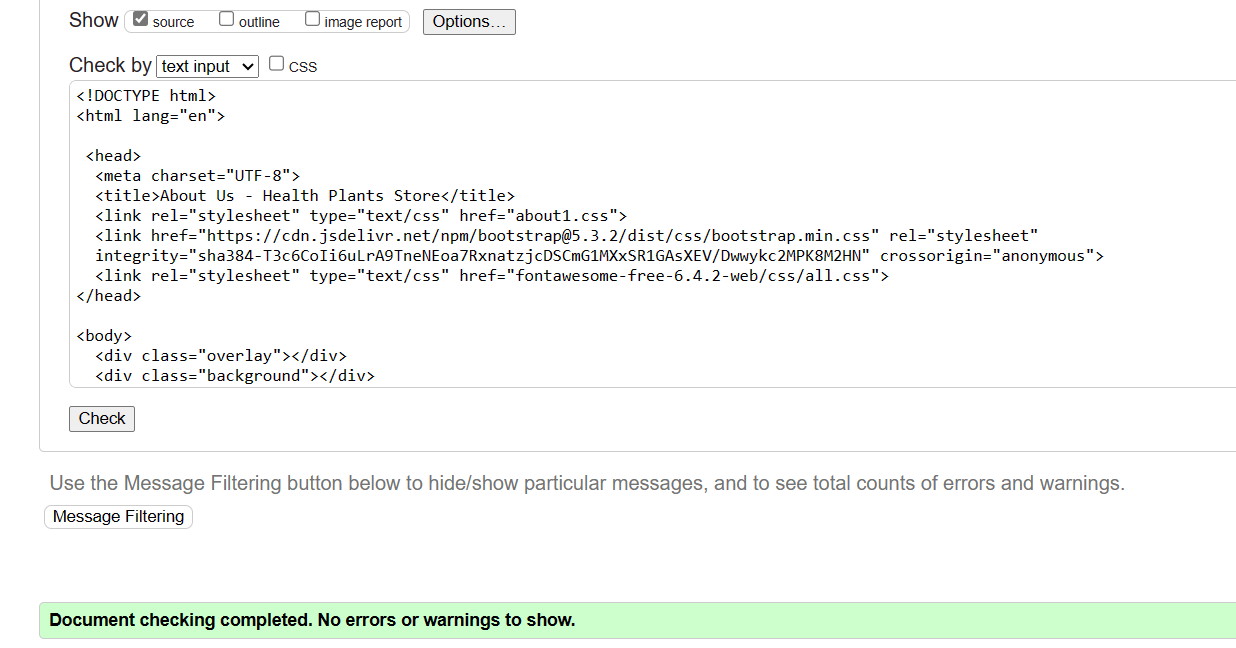 Show source outline image report Options...
Check by text input CSS
<!DOCTYPE html>
<html lang="en">
<head>
<meta charset="UTF-8">
<title>About Us - Health Plants Store</title>
<link rel="stylesheet" type="text/css" href="about1.css">
<link href="https://cdn.jsdelivr.net/npm/bootstrap@5.3.2/dist/css/bootstrap.min.css" rel="stylesheet"
integrity="sha384-T3c6CoIi6uLrA9TneNEoa7RxnatzjcDSCmG1MXxSR1GAsXEV/Dwwykc2MPK8M2HN" crossorigin="anonymous">
<link rel="stylesheet" type="text/css" href="fontawesome-free-6.4.2-web/css/all.css">
</head>
<body>
<div class="overlay"></div>
<div class="background"></div>
Check
Use the Message Filtering button below to hide/show particular messages, and to see total counts of errors and warnings.
Message Filtering
Document checking completed. No errors or warnings to show.